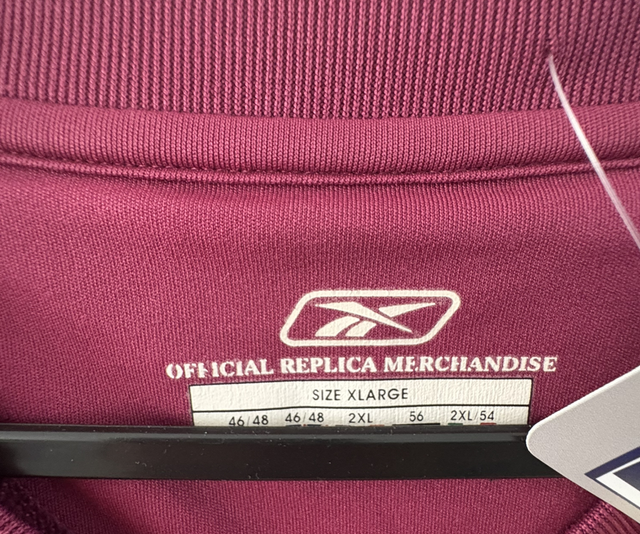 OFFICIAL REPLICA MERCHANDISE
SIZE XLARGE
46/48 46/48 2XL 56 2XL/54